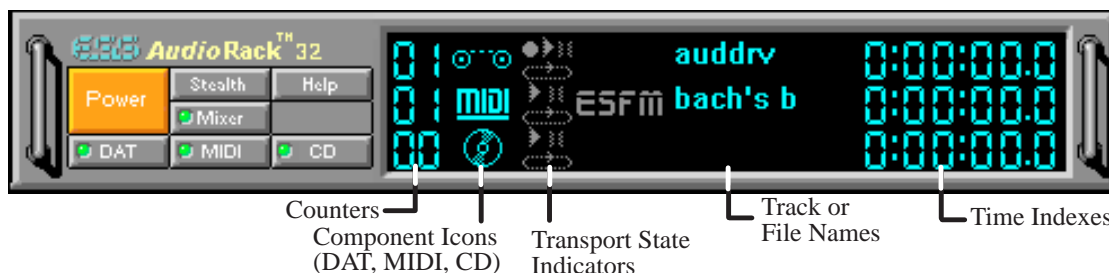 ESS AudioRack™ 32
Power
Stealth
Help
Mixer
DAT
MIDI
CD
01 auddrv 0:00:00.0
01 MIDI ESFM bach's b 0:00:00.0
00 0:00:00.0
Counters
Component Icons
(DAT, MIDI, CD)
Transport State
Indicators
Track or
File Names
Time Indexes